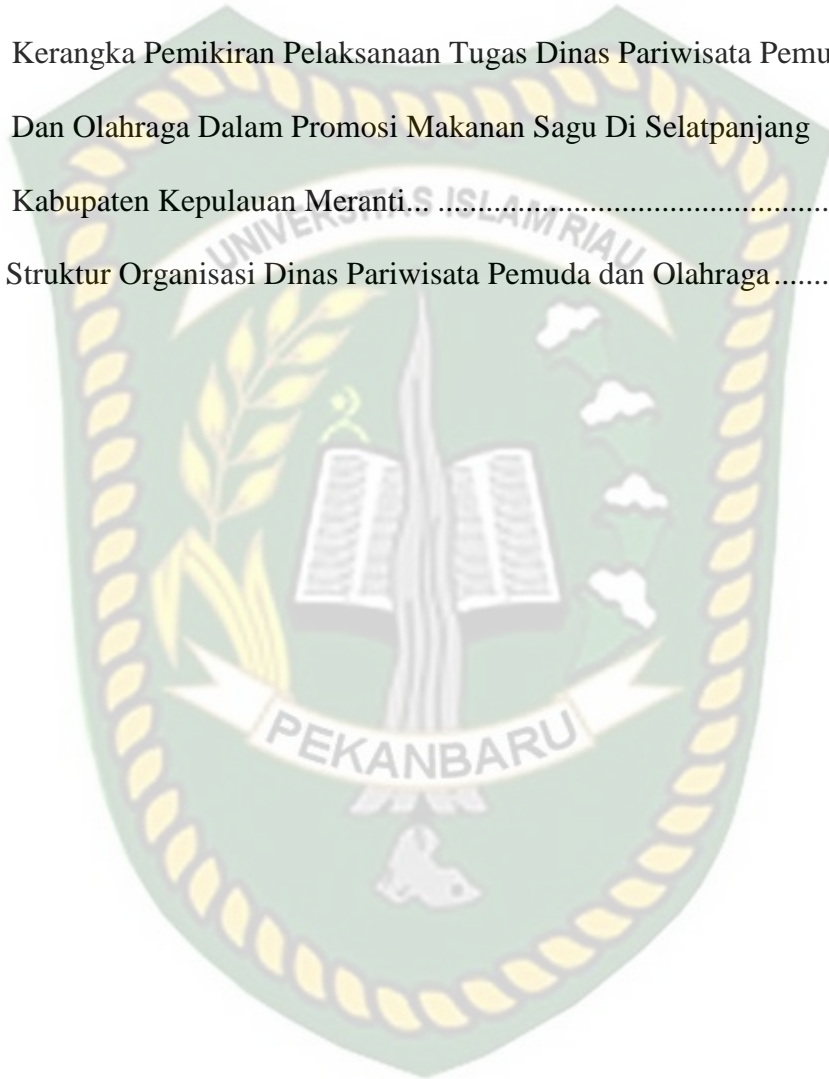 Kerangka Pemikiran Pelaksanaan Tugas Dinas Pariwisata Pemu
Dan Olahraga Dalam Promosi Makanan Sagu Di Selatpanjang
Kabupaten Kepulauan Meranti... .............................................
UNIVERSITAS ISLAM RIAU
Struktur Organisasi Dinas Pariwisata Pemuda dan Olahraga.......
PEKANBARU